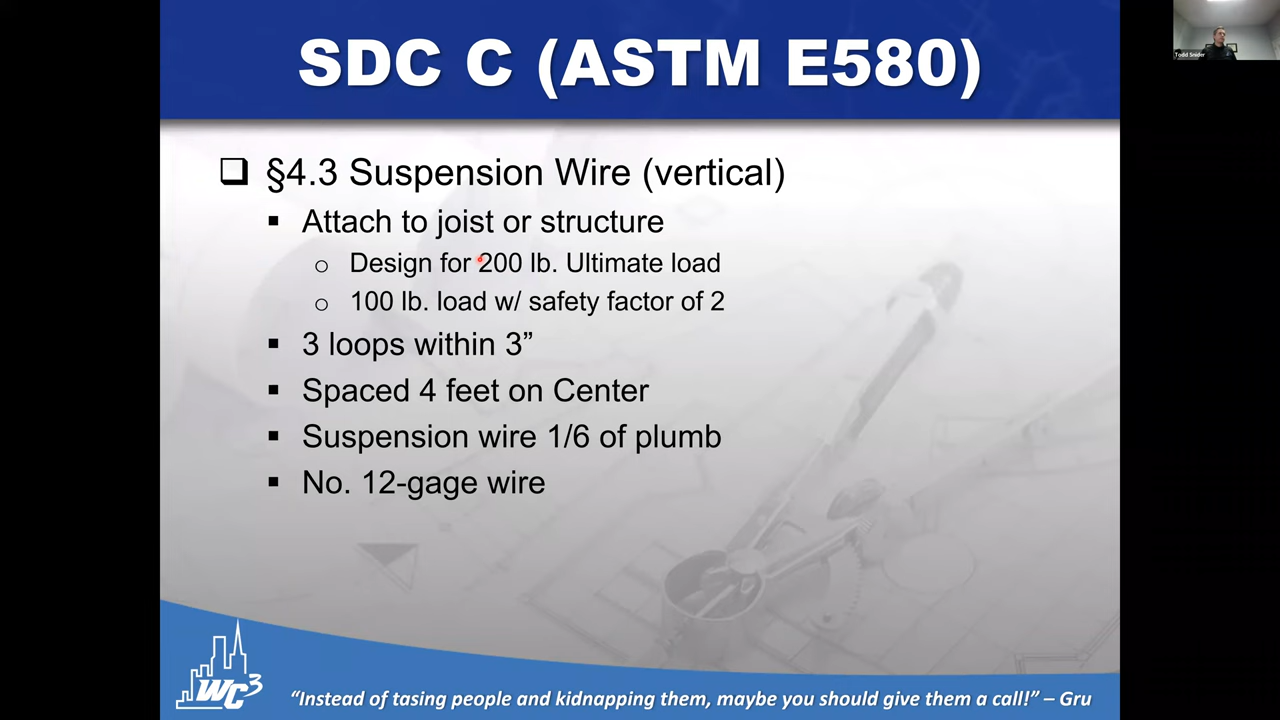 SDC C (ASTM E580)
Todd Snider
❑ §4.3 Suspension Wire (vertical)
▪ Attach to joist or structure
o Design for 200 lb. Ultimate load
o 100 lb. load w/ safety factor of 2
▪ 3 loops within 3”
▪ Spaced 4 feet on Center
▪ Suspension wire 1/6 of plumb
▪ No. 12-gage wire
WC³
“Instead of tasing people and kidnapping them, maybe you should give them a call!” – Gru